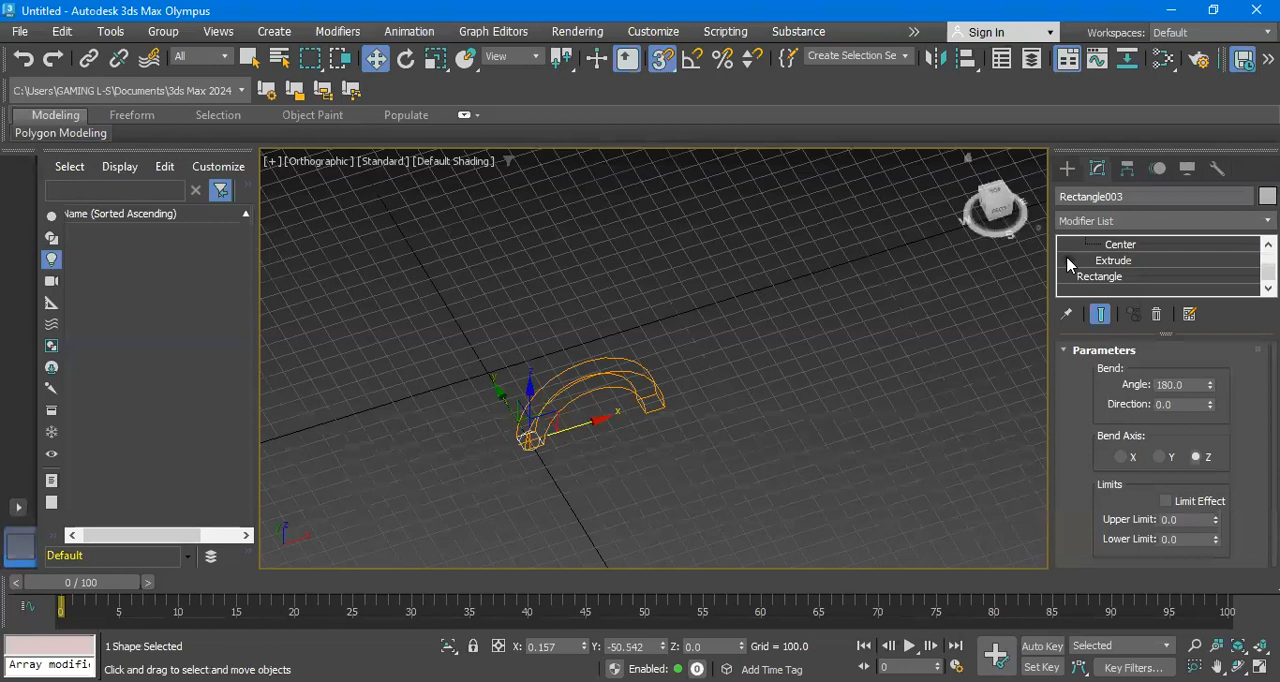 Untitled - Autodesk 3ds Max Olympus
File Edit Tools Group Views Create Modifiers Animation Graph Editors Rendering Customize Scripting Substance Sign In Workspaces: Default
All View Create Selection Se
C:\Users\GAMING L-S\Documents\3ds Max 2024
Modeling Freeform Selection Object Paint Populate
Polygon Modeling
Select Display Edit Customize
[+] [Orthographic ] [Standard ] [Default Shading ]
Name (Sorted Ascending)
Rectangle003
Modifier List
Center
Extrude
Rectangle
Parameters
Bend:
Angle: 180.0
Direction: 0.0
Bend Axis:
X Y Z
Limits
Limit Effect
Upper Limit: 0.0
Lower Limit: 0.0
Default
0 / 100
0 5 10 15 20 25 30 35 40 45 50 55 60 65 70 75 80 85 90 95 100
1 Shape Selected X: 0.157 Y: -50.542 Z: 0.0 Grid = 100.0 Auto Key Selected
Array modifi Click and drag to select and move objects Enabled: 0 Add Time Tag 0 Set Key Key Filters...